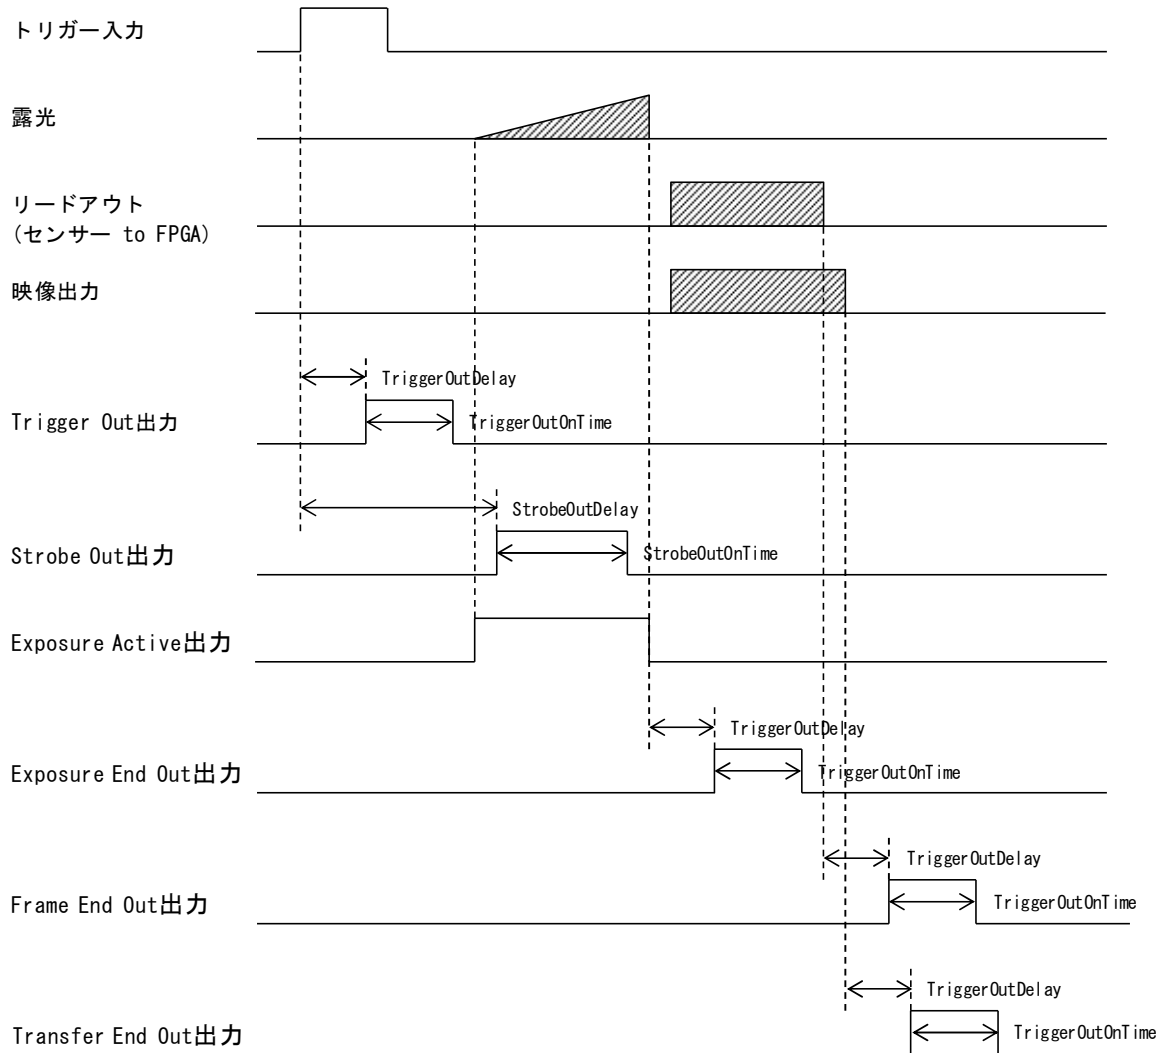 トリガー入力
露光
リードアウト
(センサー to FPGA)
映像出力
TriggerOutDelay
Trigger Out出力
TriggerOutOnTime
StrobeOutDelay
Strobe Out出力
StrobeOutOnTime
Exposure Active出力
TriggerOutDelay
Exposure End Out出力
TriggerOutOnTime
TriggerOutDelay
Frame End Out出力
TriggerOutOnTime
TriggerOutDelay
Transfer End Out出力
TriggerOutOnTime